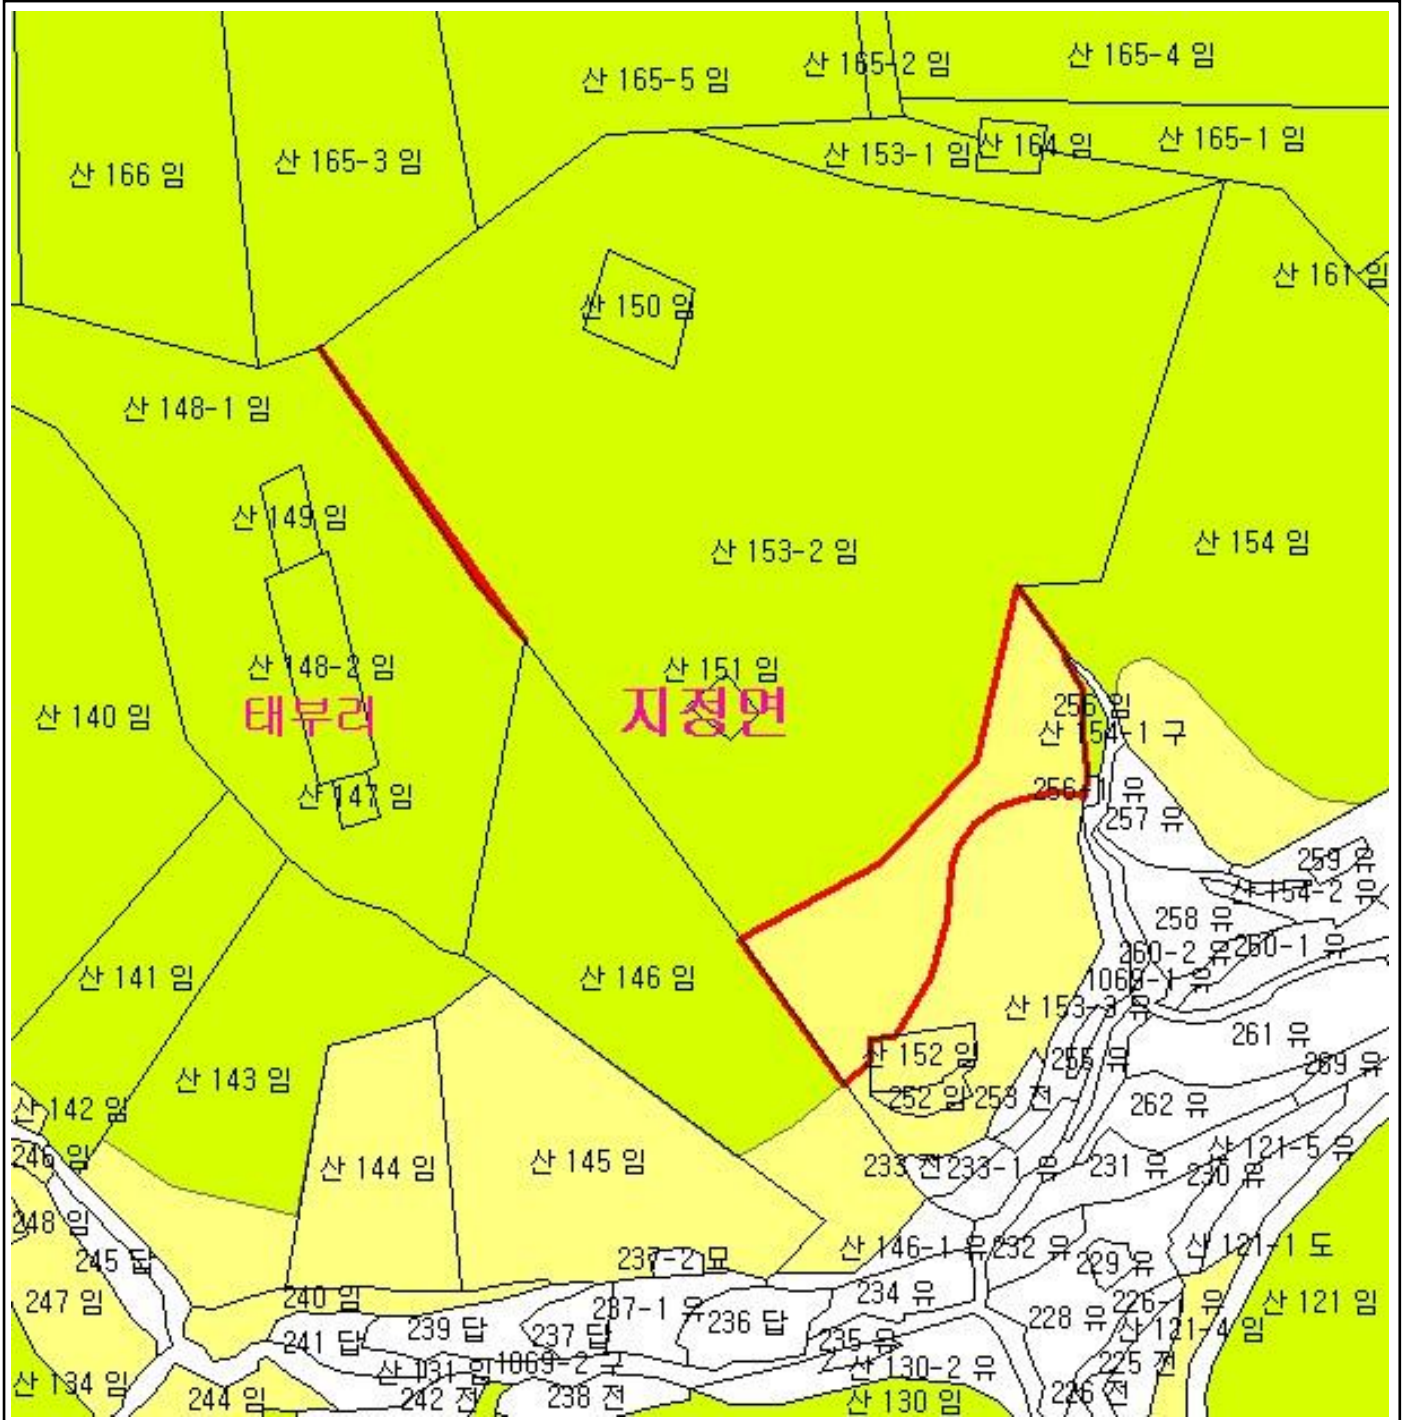 산 165-4 임
산 165-2 임
산 165-5 임
산 165-1 임
산 164 임
산 153-1 임
산 165-3 임
산 166 임
산 161 임
산 150 임
산 148-1 임
산 149 임
산 154 임
산 153-2 임
산 148-2 임
산 151 임
256 임
산 140 임
태부리
지정면
산 154-1 구
256-1 유
산 147 임
257 유
259 유
산 154-2 유
258 유
260-1 유
260-2 유
산 141 임
산 146 임
1069-1 유
산 153-3 유
261 유
산 152 임
255 유
269 유
산 143 임
252 임
253 전
262 유
산 142 임
산 121-5 유
246 임
산 144 임
산 145 임
233 전
233-1 유
231 유
230 유
248 임
산 146-1 유
232 유
산 121-1 도
245 답
237-2 묘
229 유
247 임
240 임
234 유
226-1 유
산 121 임
237-1 유
236 답
228 유
산 121-4 임
241 답
239 답
237 답
235 유
산 131 임
1069-2 구
산 130-2 유
225 전
산 134 임
244 임
242 전
238 전
산 130 임
226 전